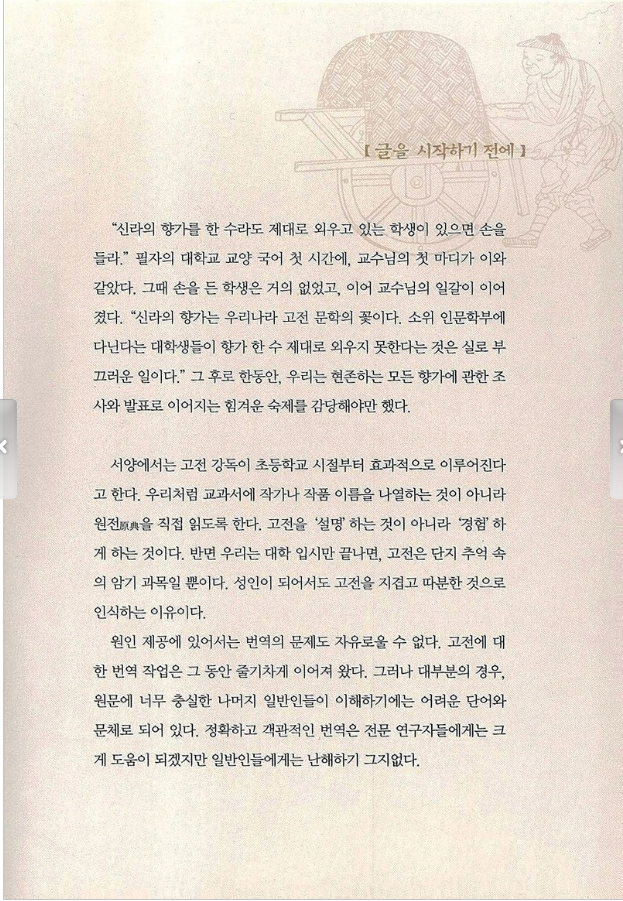 [ 글을 시작하기 전에 ]
“신라의 향가를 한 수라도 제대로 외우고 있는 학생이 있으면 손을
들라.” 필자의 대학교 교양 국어 첫 시간에, 교수님의 첫 마디가 이와
같았다. 그때 손을 든 학생은 거의 없었고, 이어 교수님의 일갈이 이어
졌다. “신라의 향가는 우리나라 고전 문학의 꽃이다. 소위 인문학부에
다닌다는 대학생들이 향가 한 수 제대로 외우지 못한다는 것은 실로 부
끄러운 일이다.” 그 후로 한동안, 우리는 현존하는 모든 향가에 관한 조
사와 발표로 이어지는 힘겨운 숙제를 감당해야만 했다.
서양에서는 고전 강독이 초등학교 시절부터 효과적으로 이루어진다
고 한다. 우리처럼 교과서에 작가나 작품 이름을 나열하는 것이 아니라
원전原典을 직접 읽도록 한다. 고전을 ‘설명’하는 것이 아니라 ‘경험’하
게 하는 것이다. 반면 우리는 대학 입시만 끝나면, 고전은 단지 추억 속
의 암기 과목일 뿐이다. 성인이 되어서도 고전을 지겹고 따분한 것으로
인식하는 이유이다.
원인 제공에 있어서는 번역의 문제도 자유로울 수 없다. 고전에 대
한 번역 작업은 그 동안 줄기차게 이어져 왔다. 그러나 대부분의 경우,
원문에 너무 충실한 나머지 일반인들이 이해하기에는 어려운 단어와
문체로 되어 있다. 정확하고 객관적인 번역은 전문 연구자들에게는 크
게 도움이 되겠지만 일반인들에게는 난해하기 그지없다.